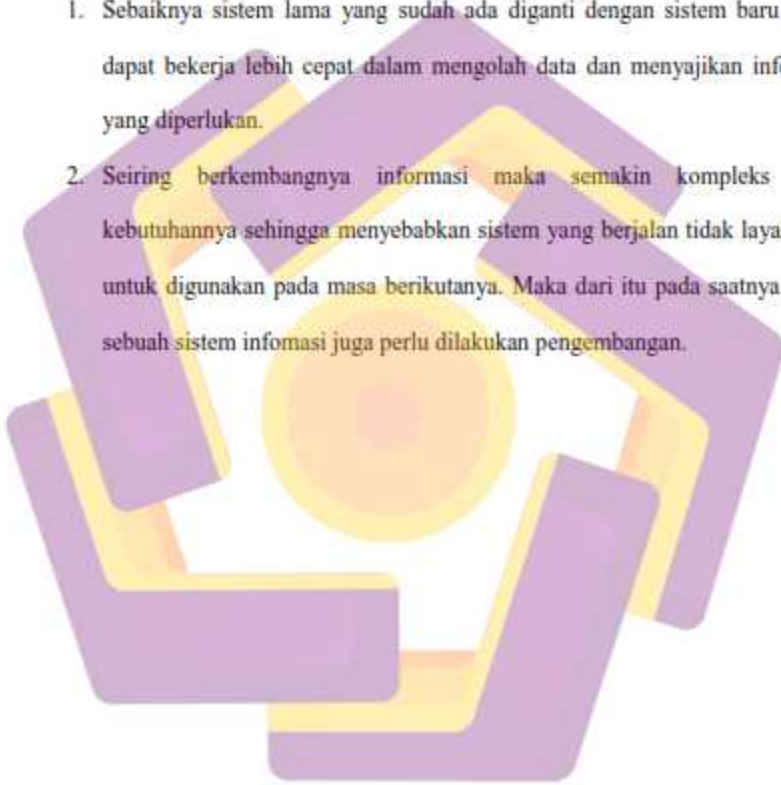 1. Sebaiknya sistem lama yang sudah ada diganti dengan sistem baru
dapat bekerja lebih cepat dalam mengolah data dan menyajikan inf
yang diperlukan.
2. Seiring berkembangnya informasi maka semakin kompleks
kebutuhannya sehingga menyebabkan sistem yang berjalan tidak laya
untuk digunakan pada masa berikutanya. Maka dari itu pada saatnya
sebuah sistem infomasi juga perlu dilakukan pengembangan.